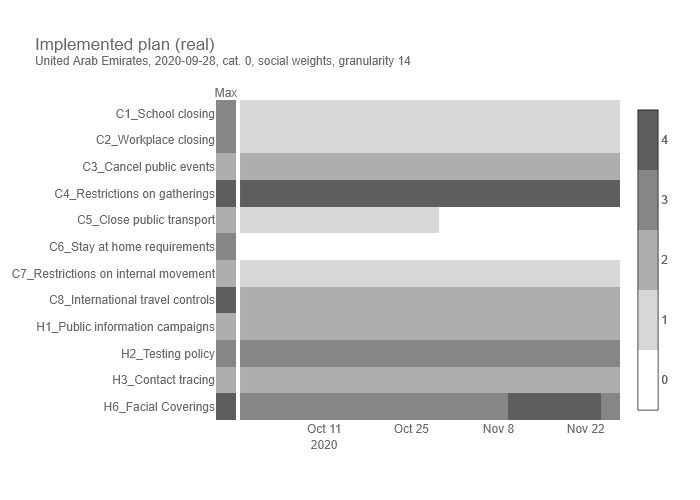 Implemented plan (real)
United Arab Emirates, 2020-09-28, cat. 0, social weights, granularity 14
Max
C1_School closing
C2_Workplace closing
C3_Cancel public events
C4_Restrictions on gatherings
C5_Close public transport
C6_Stay at home requirements
C7_Restrictions on internal movement
C8_International travel controls
H1_Public information campaigns
H2_Testing policy
H3_Contact tracing
H6_Facial Coverings
Oct 11 Oct 25 Nov 8 Nov 22
2020
4
3
2
1
0